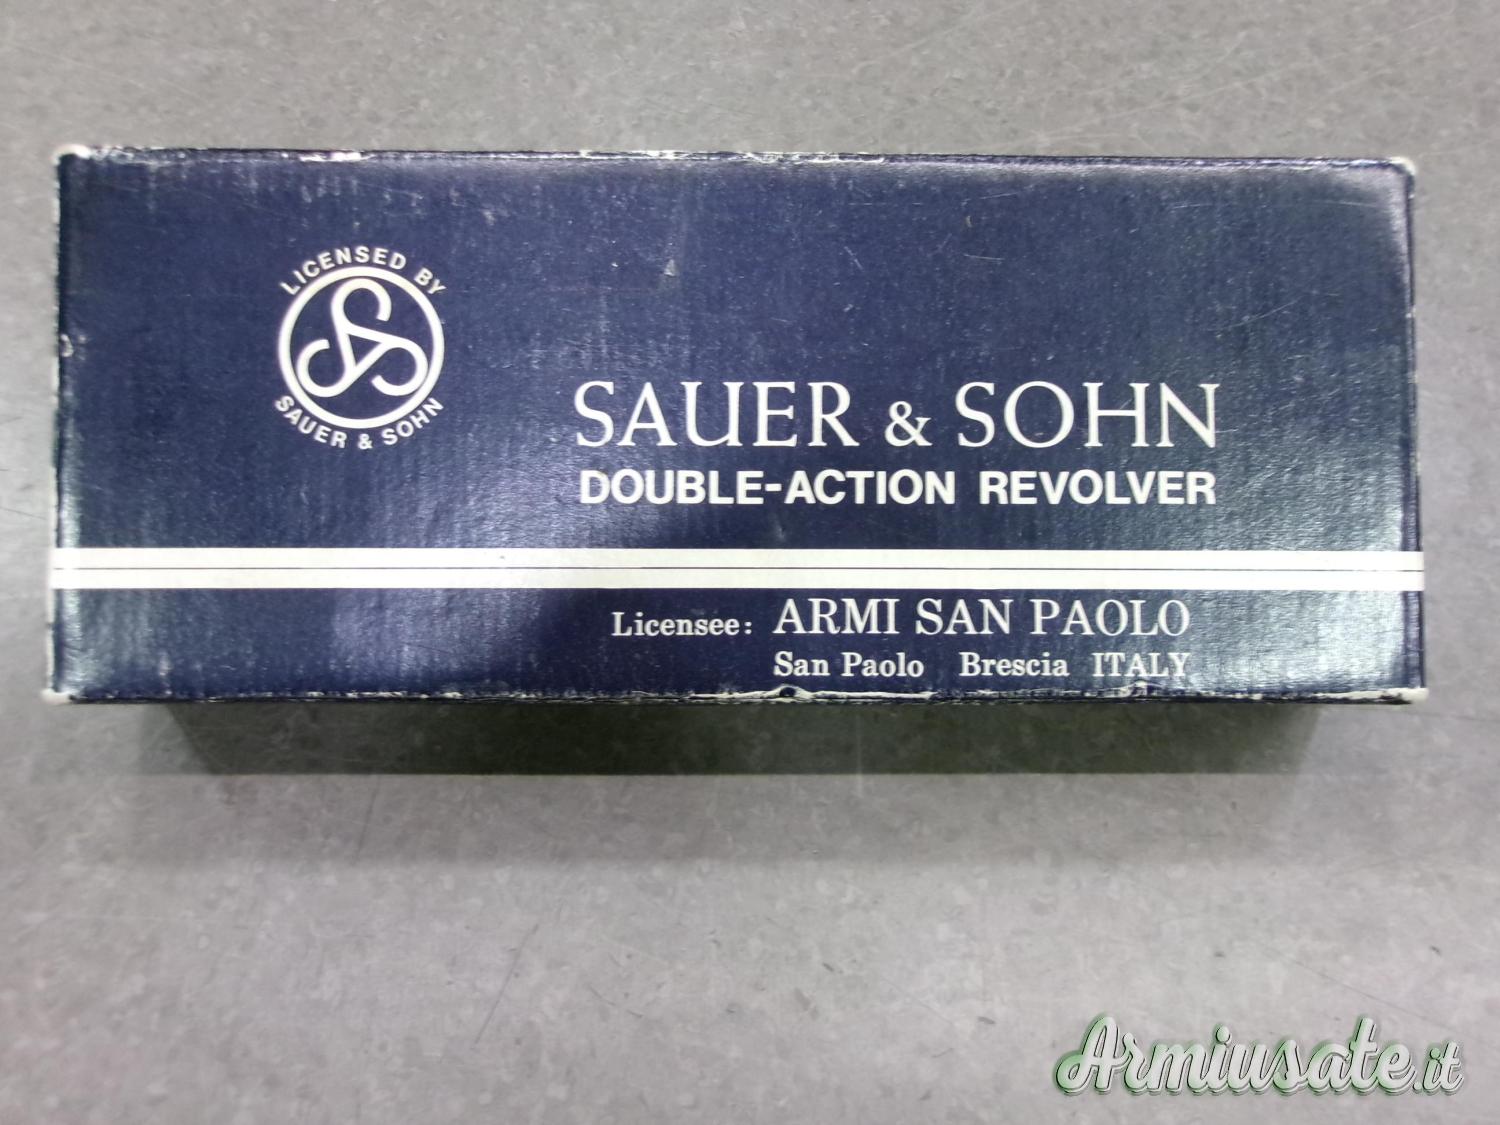 LICENSED BY
SAUER & SOHN
SAUER & SOHN
DOUBLE-ACTION REVOLVER
Licensee: ARMI SAN PAOLO
San Paolo Brescia ITALY
Armiusate.it